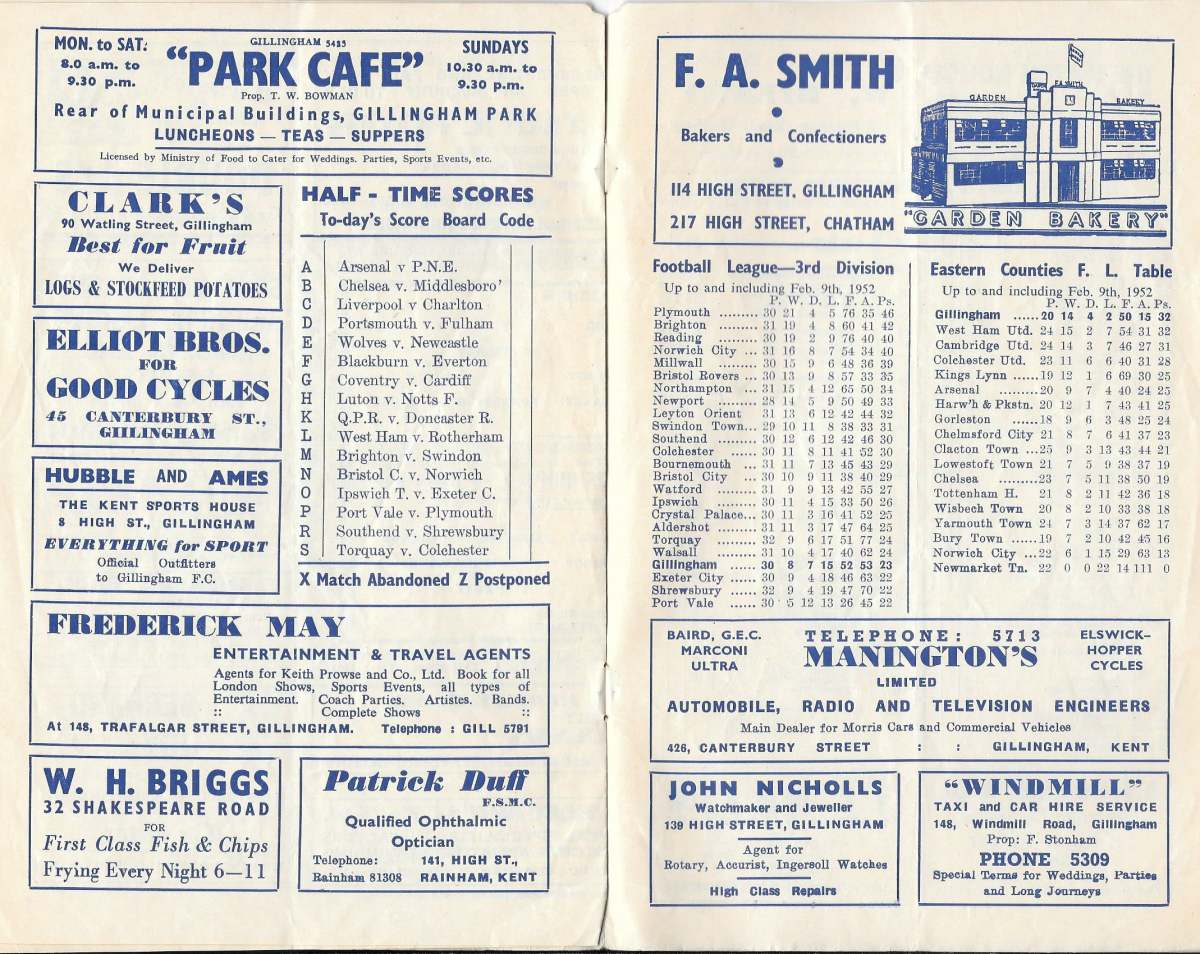 MON. to SAT:
8.0 a.m. to
9.30 p.m.
GILLINGHAM 5485
"PARK CAFE"
Prop. T. W. BOWMAN
SUNDAYS
10.30 a.m. to
9.30 p.m.
Rear of Municipal Buildings, GILLINGHAM PARK
LUNCHEONS — TEAS — SUPPERS
Licensed by Ministry of Food to Cater for Weddings. Parties, Sports Events, etc.
CLARK'S
90 Watling Street, Gillingham
Best for Fruit
We Deliver
LOGS & STOCKFEED POTATOES
ELLIOT BROS.
FOR
GOOD CYCLES
45 CANTERBURY ST.,
GIILINGHAM
HUBBLE AND AMES
THE KENT SPORTS HOUSE
8 HIGH ST., GILLINGHAM
EVERYTHING for SPORT
Official Outfitters
to Gillingham F.C.
HALF - TIME SCORES
To-day's Score Board Code
A Arsenal v P.N.E.
B Chelsea v. Middlesboro'
C Liverpool v Charlton
D Portsmouth v. Fulham
E Wolves v. Newcastle
F Blackburn v. Everton
G Coventry v. Cardiff
H Luton v. Notts F.
K Q.P.R. v. Doncaster R.
L West Ham v. Rotherham
M Brighton v. Swindon
N Bristol C. v. Norwich
O Ipswich T. v. Exeter C.
P Port Vale v. Plymouth
R Southend v. Shrewsbury
S Torquay v. Colchester
X Match Abandoned Z Postponed
FREDERICK MAY
ENTERTAINMENT & TRAVEL AGENTS
Agents for Keith Prowse and Co., Ltd. Book for all
London Shows, Sports Events, all types of
Entertainment. Coach Parties. Artistes. Bands.
:: Complete Shows ::
At 148, TRAFALGAR STREET, GILLINGHAM. Telephone : GILL 5791
W. H. BRIGGS
32 SHAKESPEARE ROAD
FOR
First Class Fish & Chips
Frying Every Night 6—11
Patrick Duff
F.S.M.C.
Qualified Ophthalmic
Optician
Telephone: 141, HIGH ST.,
Rainham 81308 RAINHAM, KENT
F. A. SMITH
Bakers and Confectioners
114 HIGH STREET, GILLINGHAM
217 HIGH STREET, CHATHAM
F.A. SMITH
GARDEN BAKERY
"GARDEN BAKERY"
Football League—3rd Division
Up to and including Feb. 9th, 1952
P. W. D. L. F. A. Ps.
Plymouth ......... 30 21 4 5 76 35 46
Brighton ......... 31 19 4 8 60 41 42
Reading ......... 30 19 2 9 76 40 40
Norwich City ... 31 16 8 7 54 34 40
Millwall ......... 30 15 9 6 48 36 39
Bristol Rovers ... 30 13 9 8 57 33 35
Northampton ... 31 15 4 12 65 50 34
Newport ......... 28 14 5 9 50 49 33
Leyton Orient 31 13 6 12 42 44 32
Swindon Town... 29 10 11 8 38 33 31
Southend ...... 30 12 6 12 42 46 30
Colchester ...... 30 11 8 11 41 52 30
Bournemouth ... 31 11 7 13 45 43 29
Bristol City ... 30 10 9 11 38 40 29
Watford ...... 31 9 9 13 42 55 27
Ipswich ...... 30 11 4 15 33 50 26
Crystal Palace... 30 11 3 16 41 52 25
Aldershot ...... 31 11 3 17 47 64 25
Torquay ...... 32 9 6 17 51 77 24
Walsall ...... 31 10 4 17 40 62 24
Gillingham ...... 30 8 7 15 52 53 23
Exeter City ...... 30 9 4 18 46 63 22
Shrewsbury ...... 32 9 4 19 47 70 22
Port Vale ...... 30 5 12 13 26 45 22
Eastern Counties F. L. Table
Up to and including Feb. 9th, 1952
P. W. D. L. F. A. Ps.
Gillingham ...... 20 14 4 2 50 15 32
West Ham Utd. 24 15 2 7 54 31 32
Cambridge Utd. 24 14 3 7 46 27 31
Colchester Utd. 23 11 6 6 40 31 28
Kings Lynn ......19 12 1 6 69 30 25
Arsenal ......20 9 7 4 40 24 25
Harw'h & Pkstn. 20 12 1 7 43 41 25
Gorleston ......18 9 6 3 48 25 24
Chelmsford City 21 8 7 6 41 37 23
Clacton Town ...25 9 3 13 43 44 21
Lowestoft Town 21 7 5 9 38 37 19
Chelsea ......23 7 5 11 38 50 19
Tottenham H. 21 8 2 11 42 36 18
Wisbech Town 20 8 2 10 33 38 18
Yarmouth Town 24 7 3 14 37 62 17
Bury Town ......19 7 2 10 42 45 16
Norwich City ...22 6 1 15 29 63 13
Newmarket Tn. 22 0 0 22 14 111 0
BAIRD, G.E.C.
MARCONI
ULTRA
TELEPHONE: 5713
MANINGTON'S
LIMITED
ELSWICK-
HOPPER
CYCLES
AUTOMOBILE, RADIO AND TELEVISION ENGINEERS
Main Dealer for Morris Cars and Commercial Vehicles
426, CANTERBURY STREET : : GILLINGHAM, KENT
JOHN NICHOLLS
Watchmaker and Jeweller
139 HIGH STREET, GILLINGHAM
Agent for
Rotary, Accurist, Ingersoll Watches
High Class Repairs
"WINDMILL"
TAXI and CAR HIRE SERVICE
148, Windmill Road, Gillingham
Prop: F. Stonham
PHONE 5309
Special Terms for Weddings, Parties
and Long Journeys